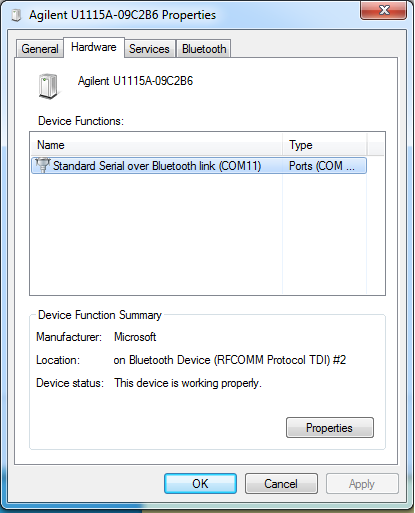 Agilent U1115A-09C2B6 Properties
General Hardware Services Bluetooth
Agilent U1115A-09C2B6
Device Functions:
Name Type
Standard Serial over Bluetooth link (COM11) Ports (COM ...
Device Function Summary
Manufacturer: Microsoft
Location: on Bluetooth Device (RFCOMM Protocol TDI) #2
Device status: This device is working properly.
Properties
OK Cancel Apply